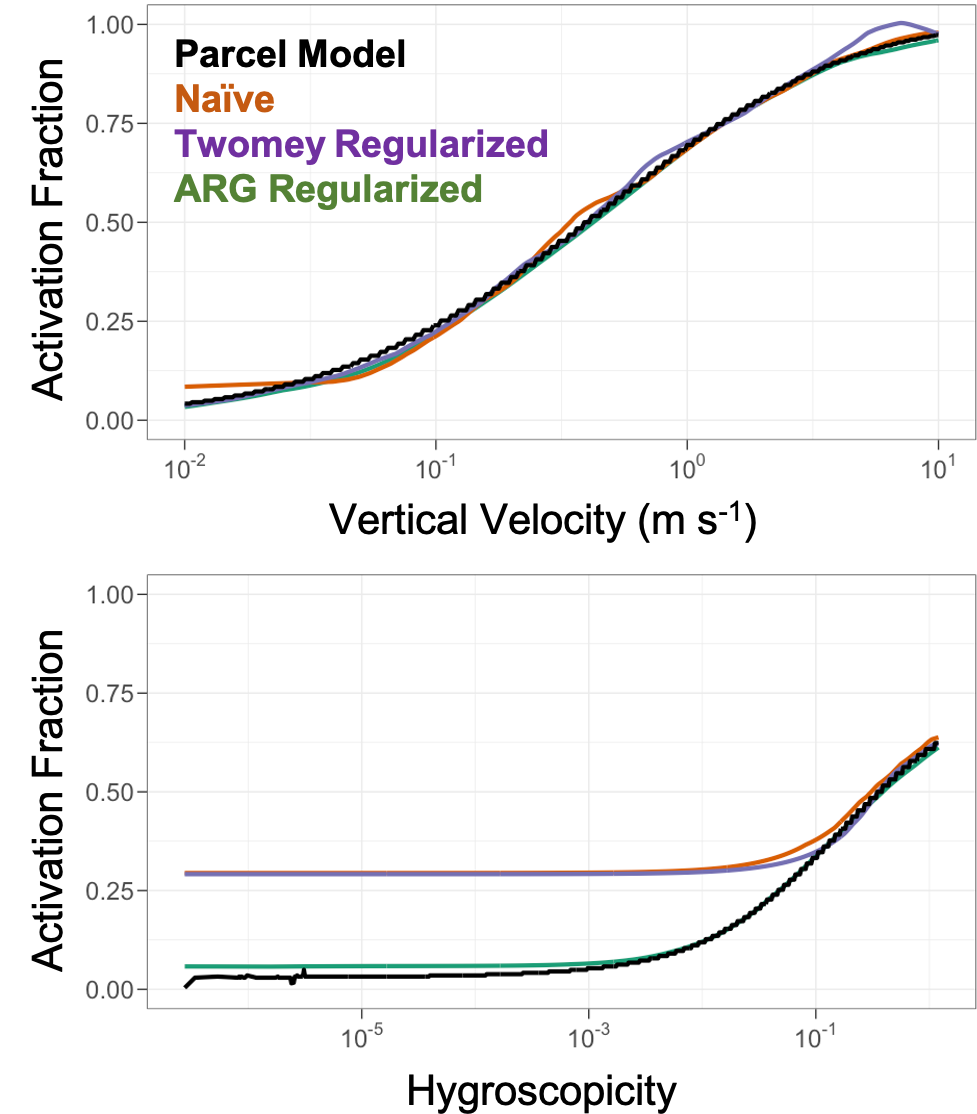 1.00
0.75
0.50
0.25
0.00
Activation Fraction
Parcel Model
Naïve
Twomey Regularized
ARG Regularized
10⁻² 10⁻¹ 10⁰ 10¹
Vertical Velocity (m s⁻¹)
1.00
0.75
0.50
0.25
0.00
Activation Fraction
10⁻⁵ 10⁻³ 10⁻¹
Hygroscopicity